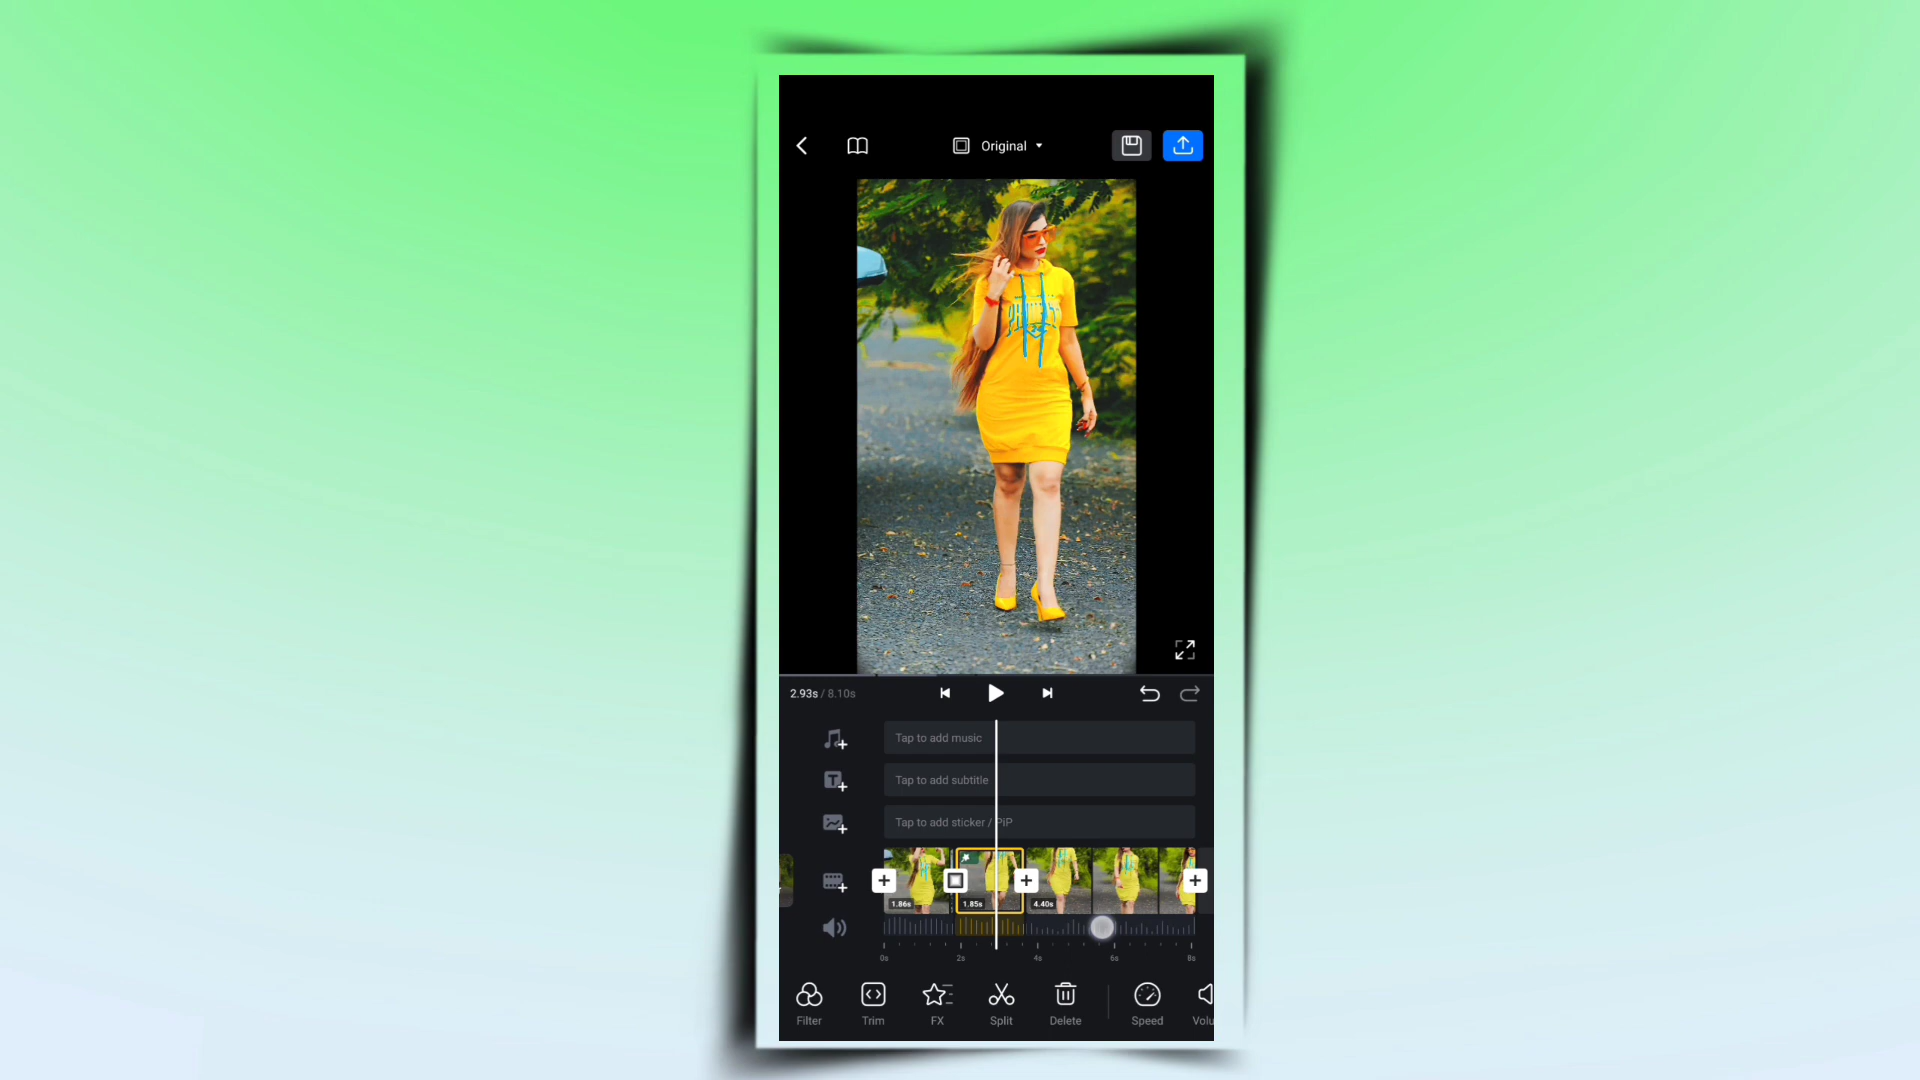 Original
2.93s / 8.10s
Tap to add music
Tap to add subtitle
Tap to add sticker / PiP
1.86s 1.85s 4.40s
0s 2s 4s 6s 8s
Filter Trim FX Split Delete Speed Volu